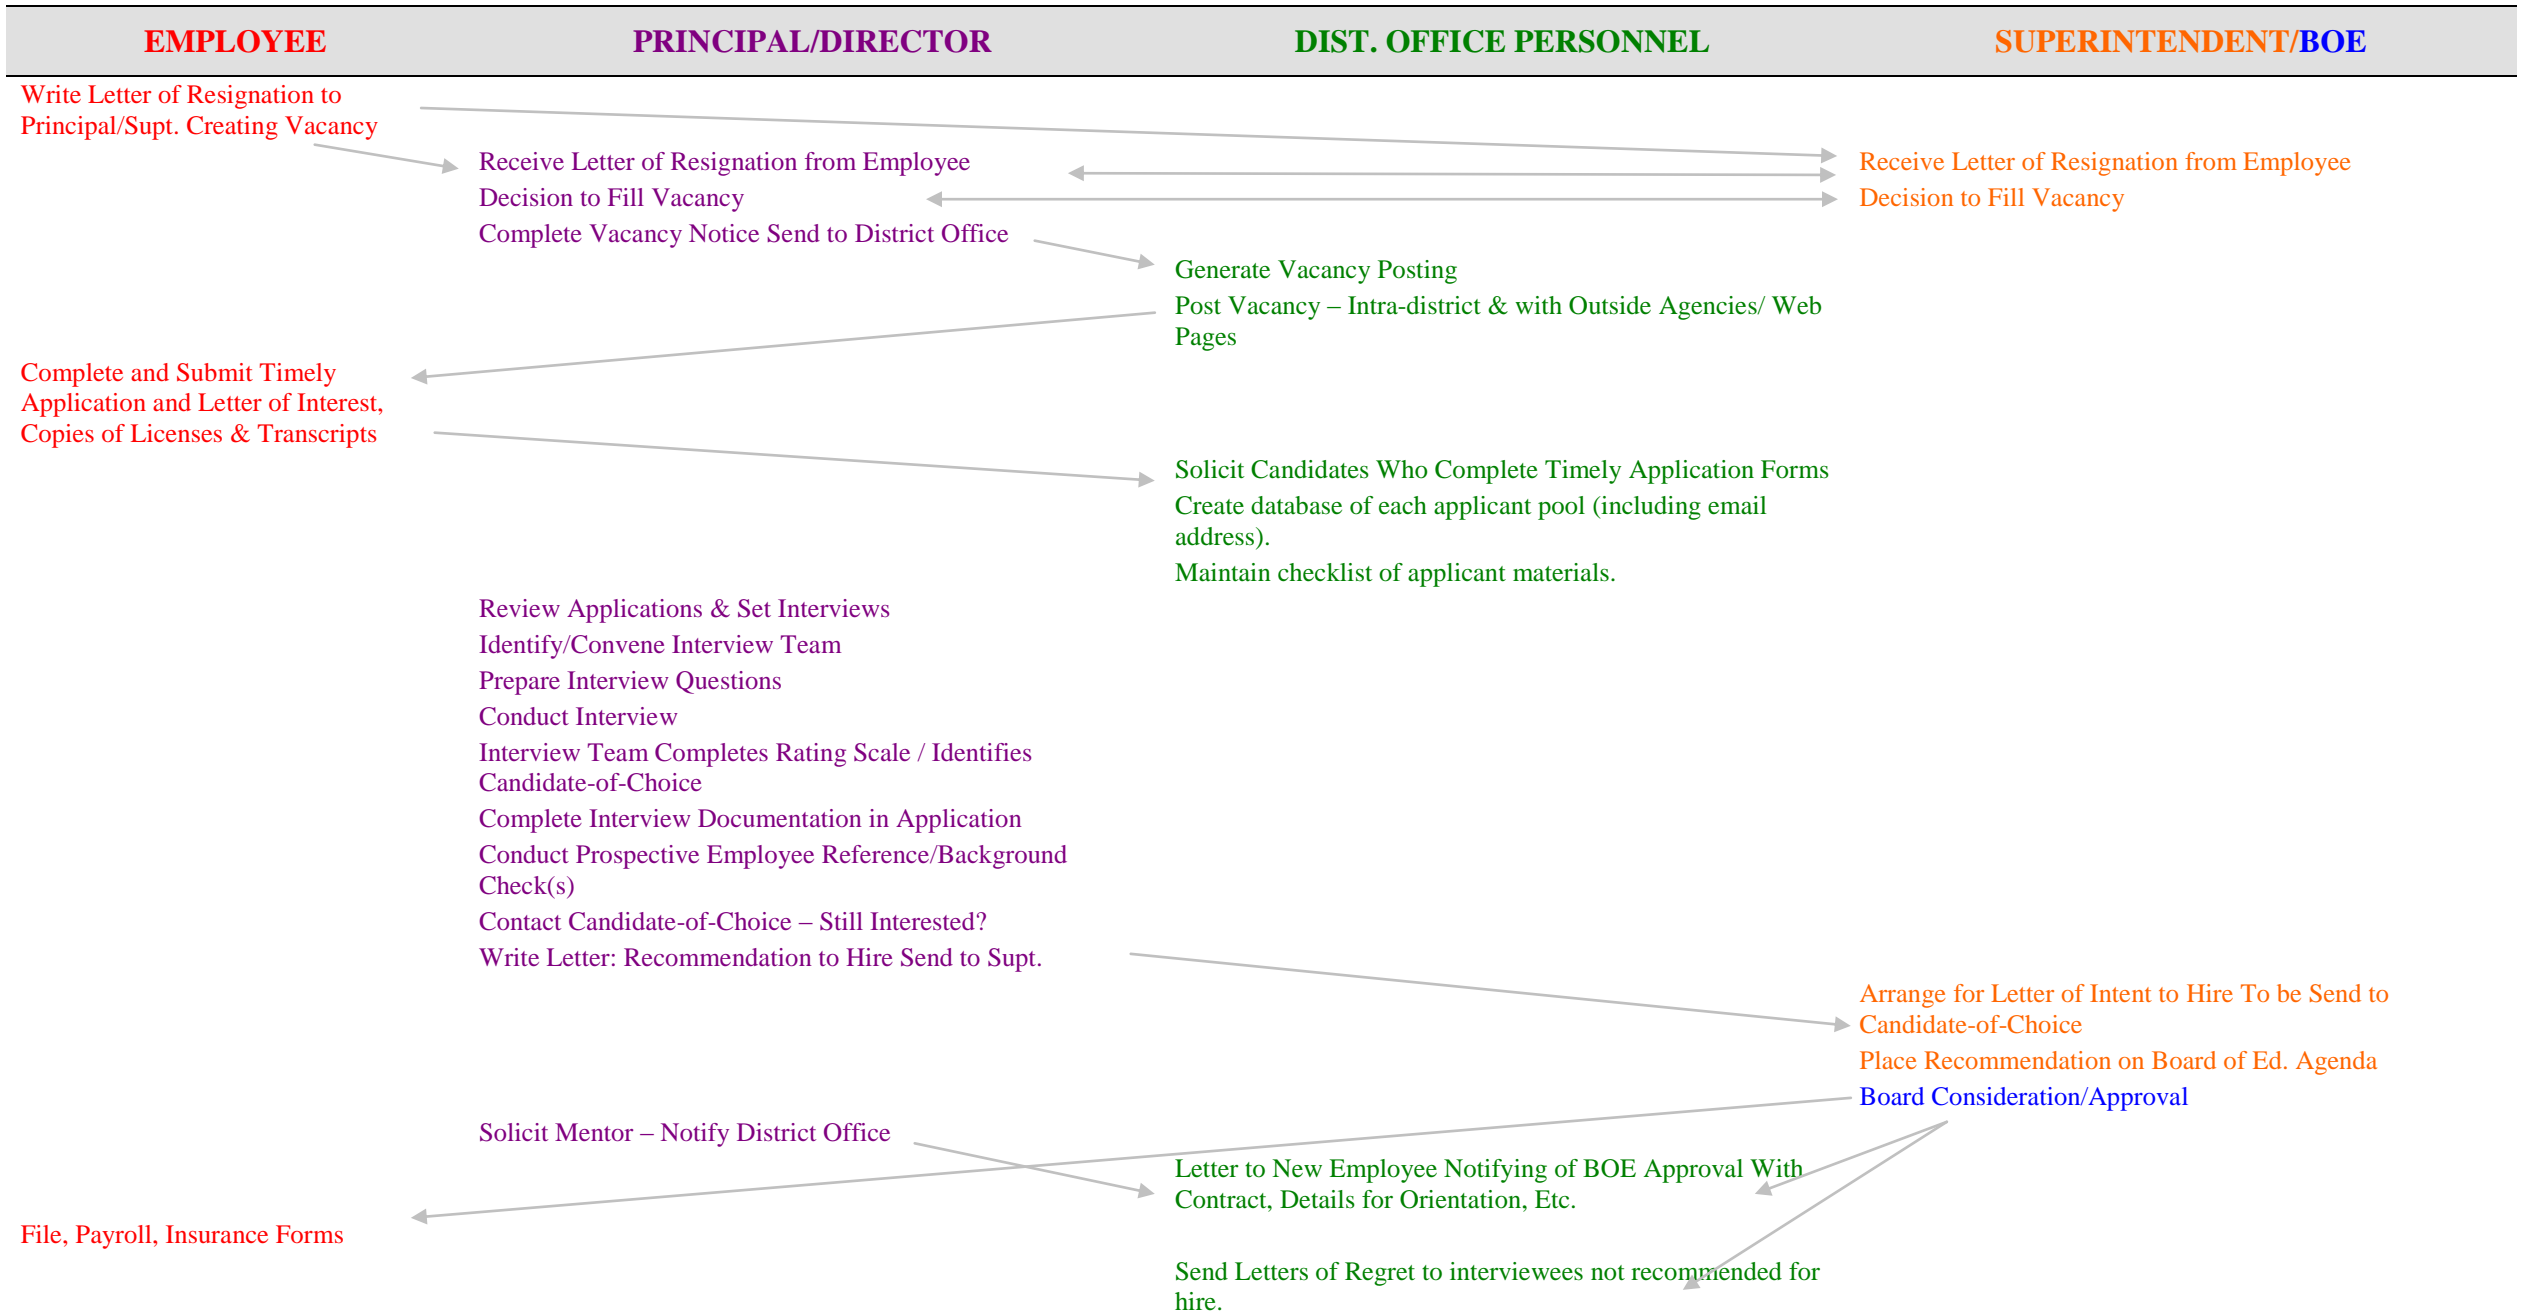 EMPLOYEE PRINCIPAL/DIRECTOR DIST. OFFICE PERSONNEL SUPERINTENDENT/BOE
Write Letter of Resignation to
Principal/Supt. Creating Vacancy
Receive Letter of Resignation from Employee
Receive Letter of Resignation from Employee
Decision to Fill Vacancy
Decision to Fill Vacancy
Complete Vacancy Notice Send to District Office
Generate Vacancy Posting
Post Vacancy – Intra-district & with Outside Agencies/ Web
Pages
Complete and Submit Timely
Application and Letter of Interest,
Copies of Licenses & Transcripts
Solicit Candidates Who Complete Timely Application Forms
Create database of each applicant pool (including email
address).
Maintain checklist of applicant materials.
Review Applications & Set Interviews
Identify/Convene Interview Team
Prepare Interview Questions
Conduct Interview
Interview Team Completes Rating Scale / Identifies
Candidate-of-Choice
Complete Interview Documentation in Application
Conduct Prospective Employee Reference/Background
Check(s)
Contact Candidate-of-Choice – Still Interested?
Write Letter: Recommendation to Hire Send to Supt.
Arrange for Letter of Intent to Hire To be Send to
Candidate-of-Choice
Place Recommendation on Board of Ed. Agenda
Board Consideration/Approval
Solicit Mentor – Notify District Office
Letter to New Employee Notifying of BOE Approval With
Contract, Details for Orientation, Etc.
File, Payroll, Insurance Forms
Send Letters of Regret to interviewees not recommended for
hire.